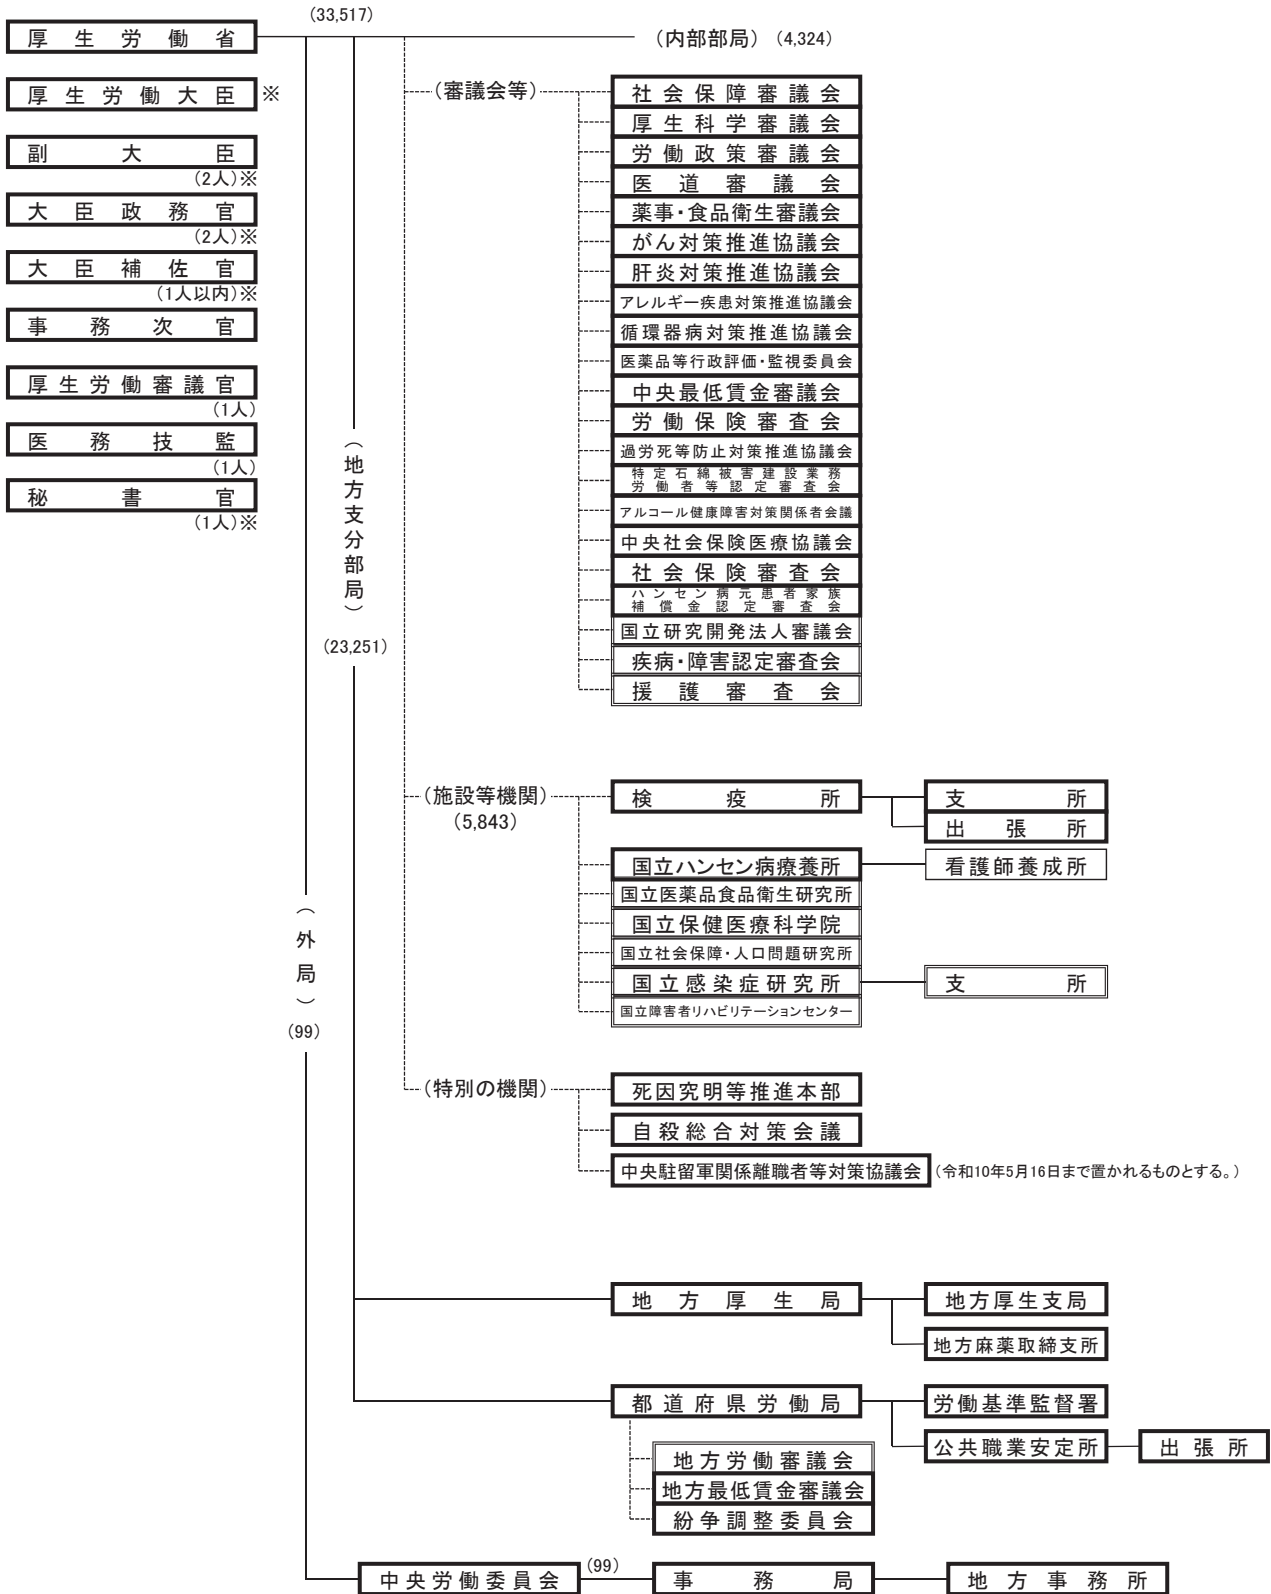 (33,517)
厚生労働省
(内部部局) (4,324)
厚生労働大臣 ※
副大臣
(2人)※
大臣政務官
(2人)※
大臣補佐官
(1人以内)※
事務次官
厚生労働審議官
(1人)
医務技監
(1人)
秘書官
(1人)※
(審議会等)
社会保障審議会
厚生科学審議会
労働政策審議会
医道審議会
薬事・食品衛生審議会
がん対策推進協議会
肝炎対策推進協議会
アレルギー疾患対策推進協議会
循環器病対策推進協議会
医薬品等行政評価・監視委員会
中央最低賃金審議会
労働保険審査会
過労死等防止対策推進協議会
特定石綿被害建設業務
労働者等認定審査会
アルコール健康障害対策関係者会議
中央社会保険医療協議会
社会保険審査会
ハンセン病元患者家族
補償金認定審査会
国立研究開発法人審議会
疾病・障害認定審査会
援護審査会
(地方支分部局)
(23,251)
(施設等機関)
(5,843)
検疫所
支所
出張所
国立ハンセン病療養所
看護師養成所
国立医薬品食品衛生研究所
国立保健医療科学院
国立社会保障・人口問題研究所
国立感染症研究所
支所
国立障害者リハビリテーションセンター
(外局)
(99)
(特別の機関)
死因究明等推進本部
自殺総合対策会議
中央駐留軍関係離職者等対策協議会 (令和10年5月16日まで置かれるものとする。)
地方厚生局
地方厚生支局
地方麻薬取締支所
都道府県労働局
労働基準監督署
公共職業安定所
出張所
地方労働審議会
地方最低賃金審議会
紛争調整委員会
中央労働委員会
(99)
事務局
地方事務所